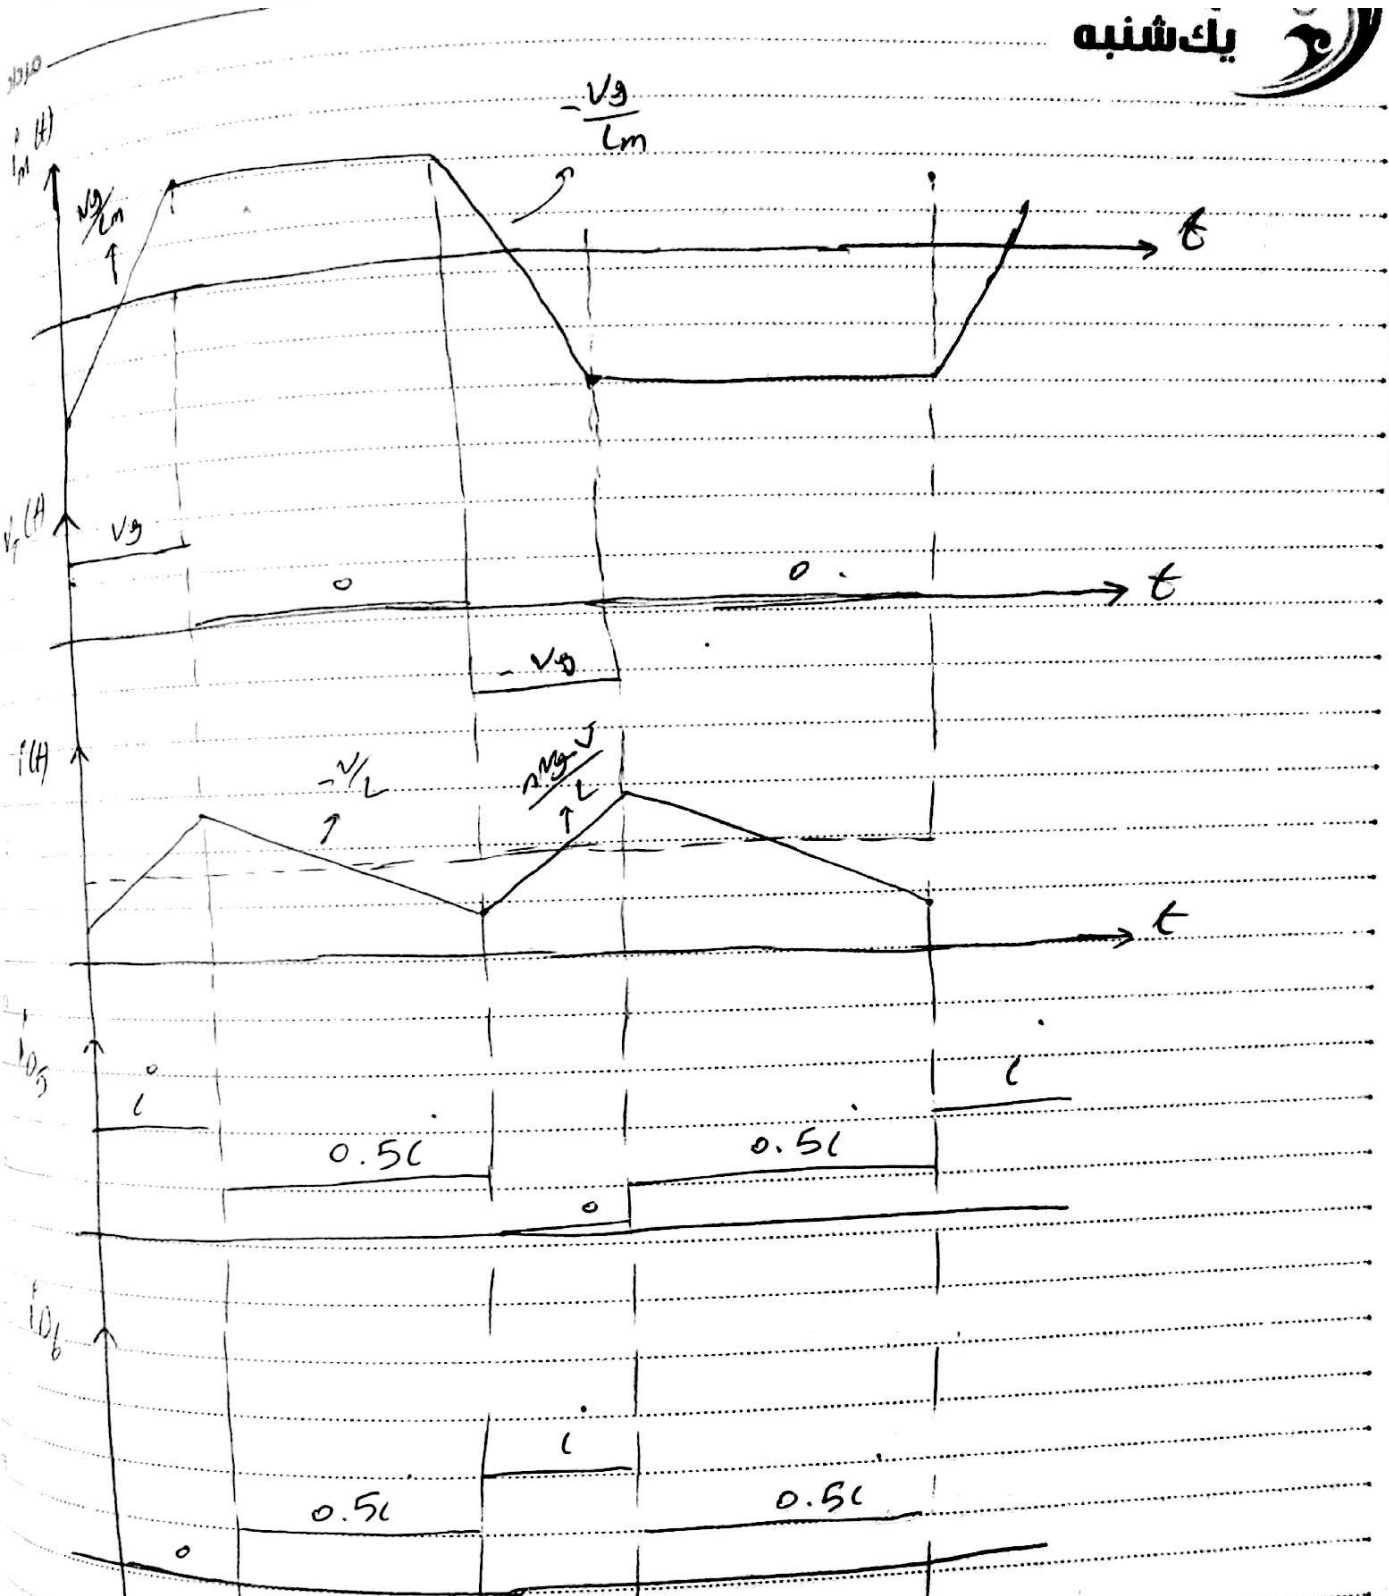 یک‌شنبه
i_m(t)
Vg/Lm
-Vg/Lm
t
v_T(t)
Vg
0
-Vg
0
t
i(t)
-V/L
nVg-V/L
t
i_D5
i
0.5i
0
0.5i
i
i_D6
0
0.5i
i
0.5i